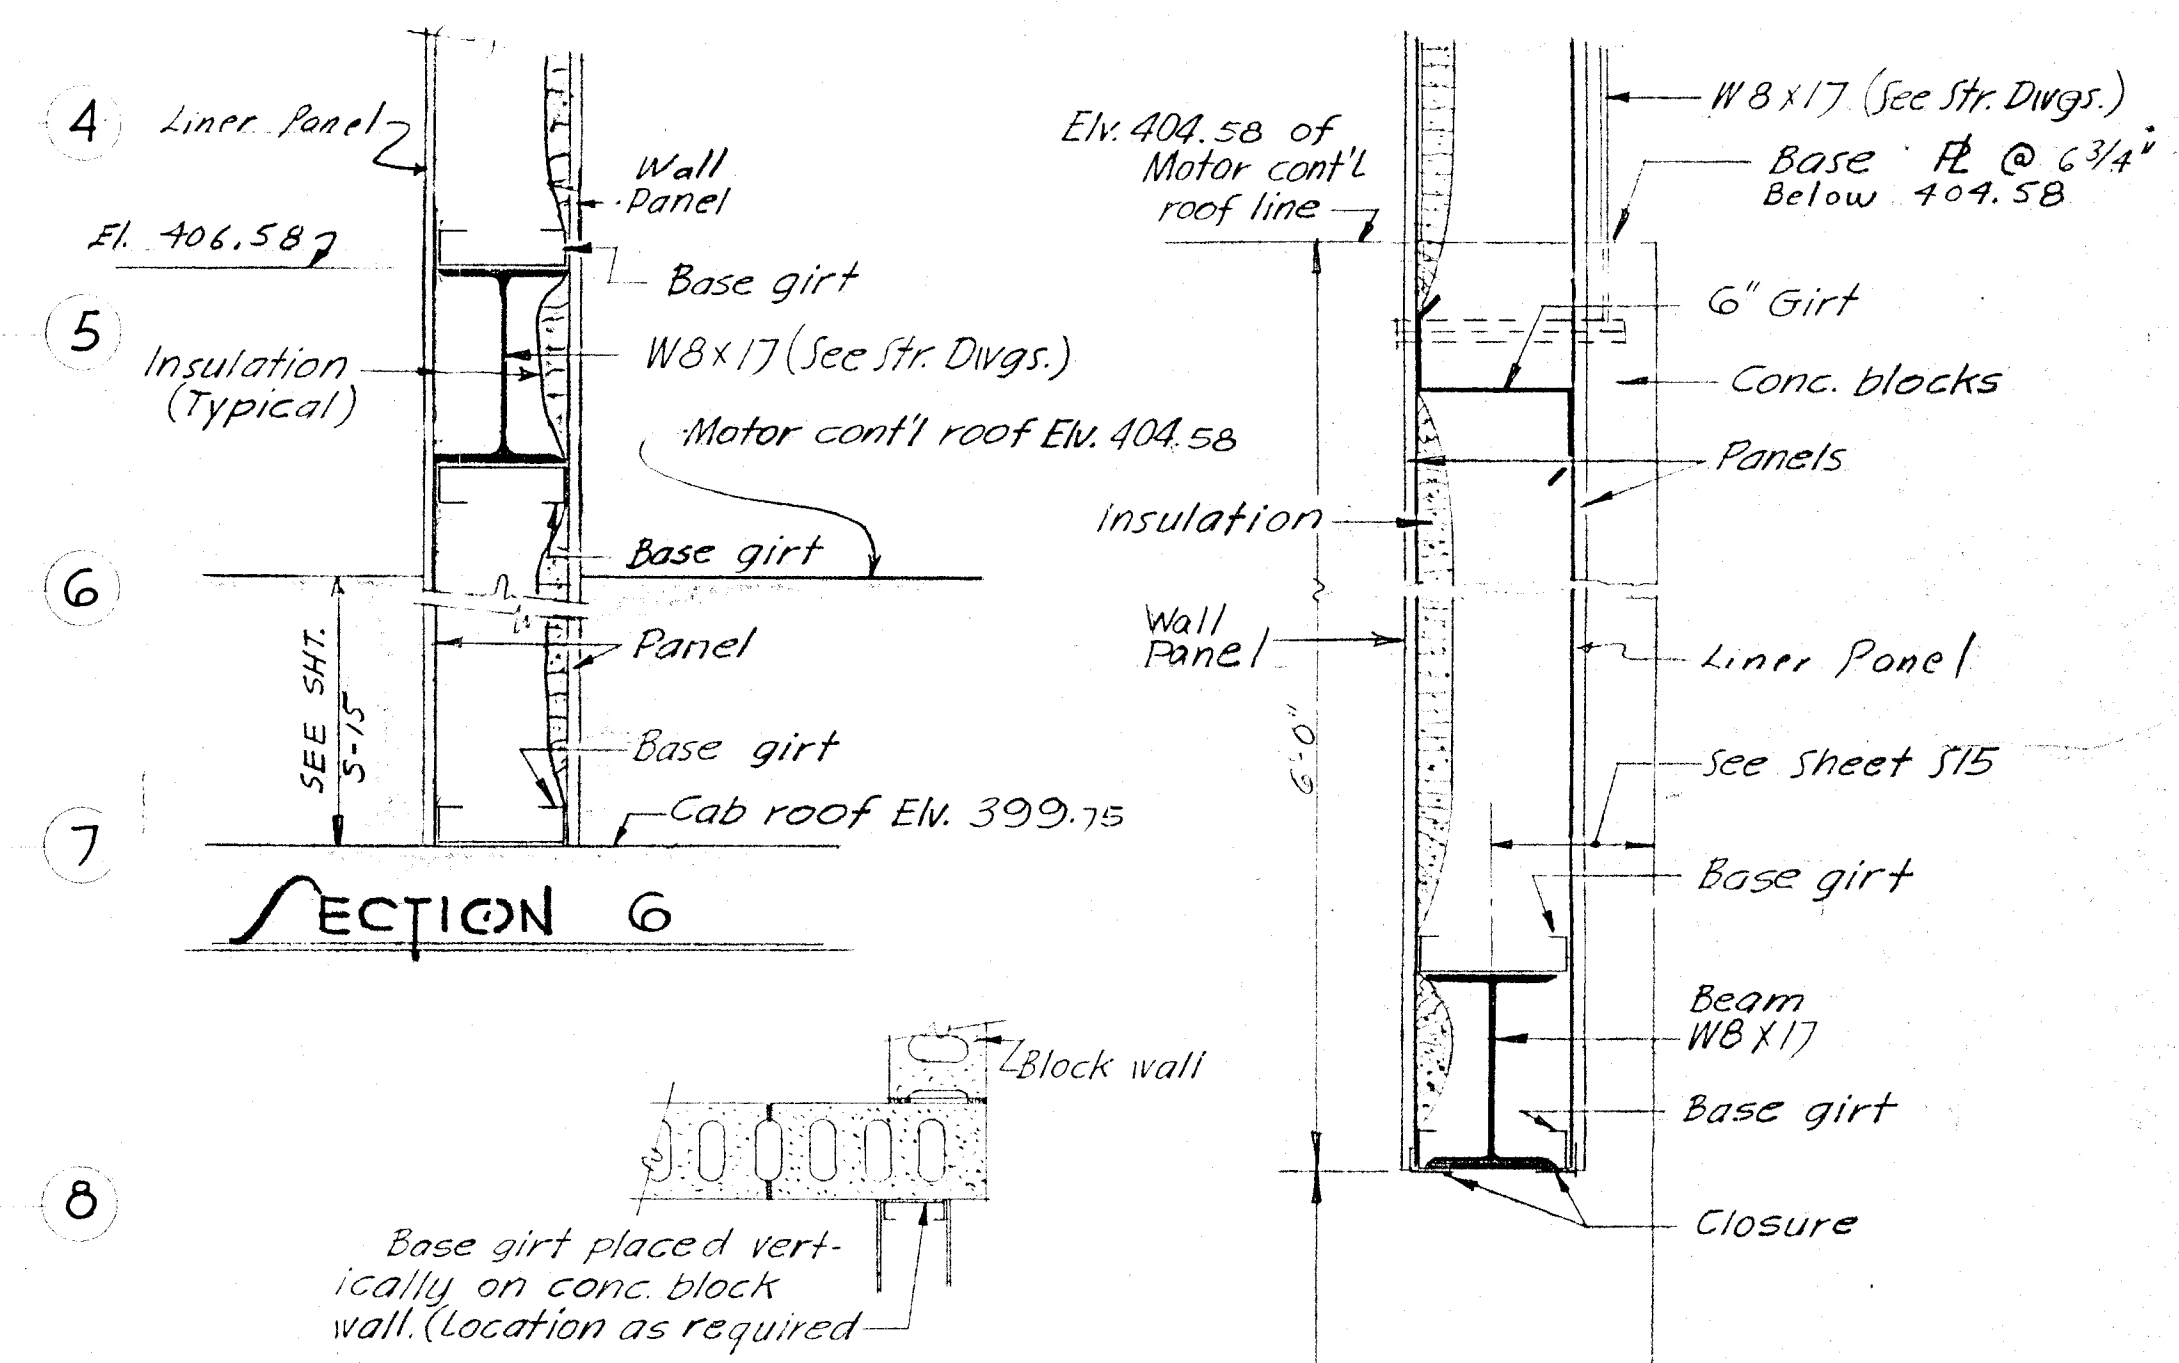 4
Liner Panel
Wall
Panel
El. 406.58
Base girt
5
Insulation
(Typical)
W8x17 (See Str. Dwgs.)
Motor cont'l roof Elv. 404.58
Base girt
6
SEE SHT.
S-15
Panel
Base girt
Cab roof Elv. 399.75
7
SECTION 6
8
Block wall
Base girt placed vert-
ically on conc. block
wall. (Location as required
Elv. 404.58 of
Motor cont'l
roof line
W8x17 (See Str. Dwgs.)
Base PL @ 6 3/4"
Below 404.58
6" Girt
Conc. blocks
Panels
Insulation
Wall
Panel
Liner Panel
6'-0"
See Sheet S15
Base girt
Beam
W8X17
Base girt
Closure